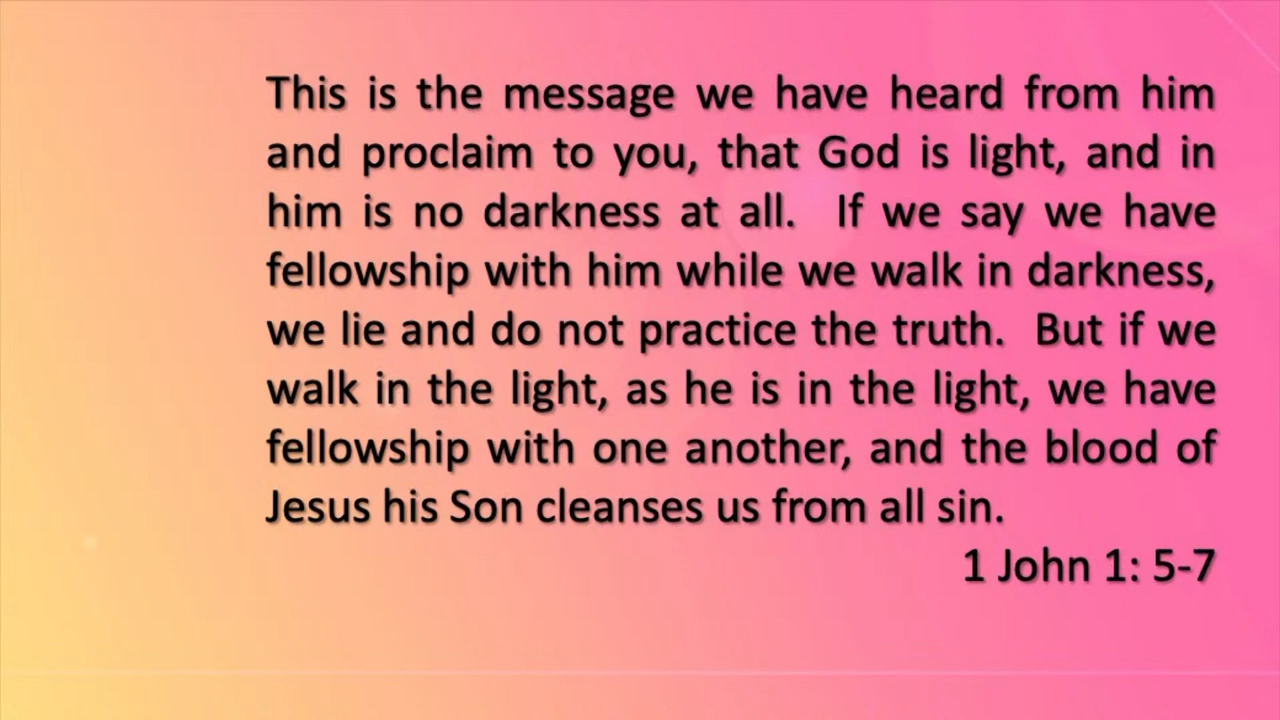 This is the message we have heard from him
and proclaim to you, that God is light, and in
him is no darkness at all.  If we say we have
fellowship with him while we walk in darkness,
we lie and do not practice the truth.  But if we
walk in the light, as he is in the light, we have
fellowship with one another, and the blood of
Jesus his Son cleanses us from all sin.
1 John 1: 5-7